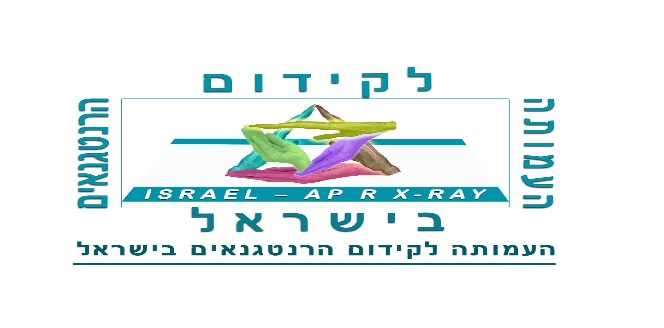 העמותה
לקידום
הרנטגנאים
ISRAEL – AP R X-RAY
בישראל
העמותה לקידום הרנטגנאים בישראל